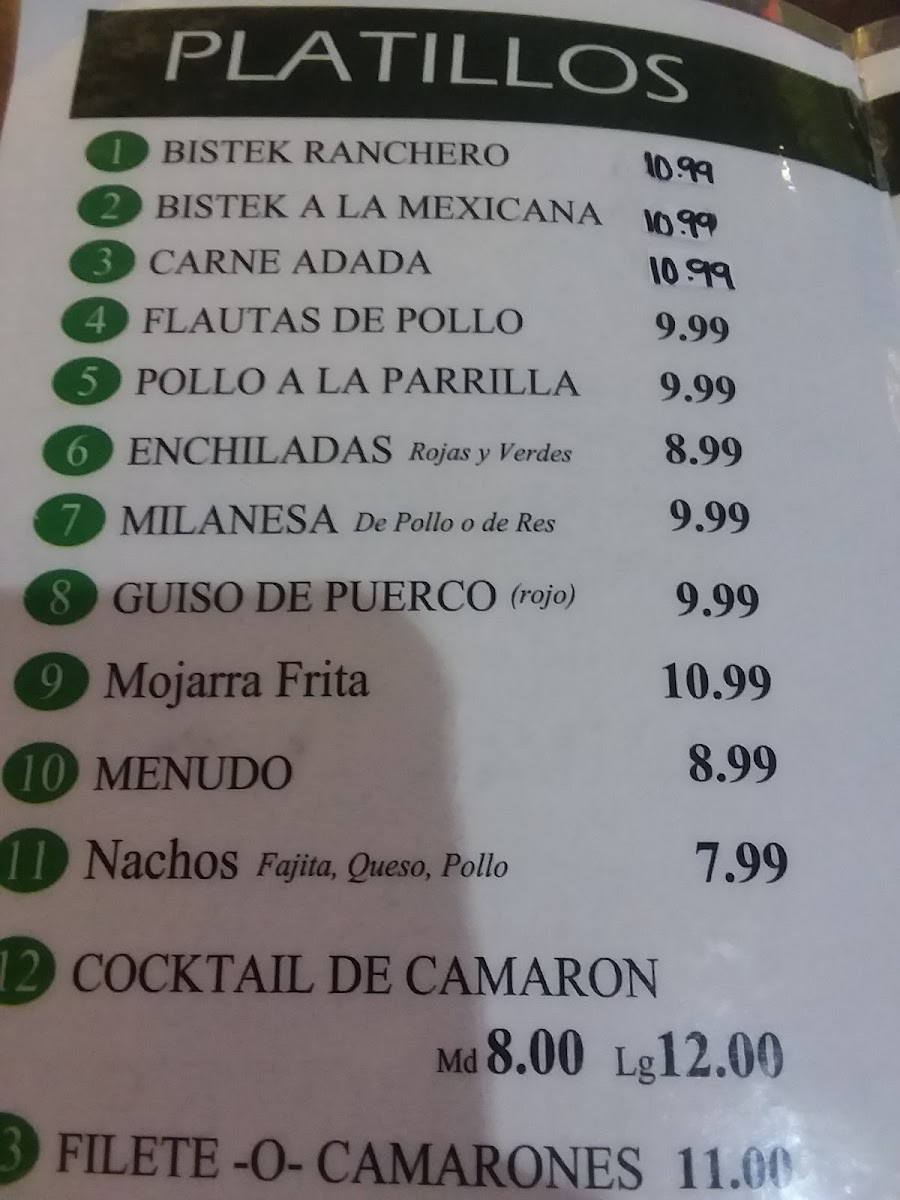 PLATILLOS
1 BISTEK RANCHERO 10.99
2 BISTEK A LA MEXICANA 10.99
3 CARNE ADADA 10.99
4 FLAUTAS DE POLLO 9.99
5 POLLO A LA PARRILLA 9.99
6 ENCHILADAS Rojas y Verdes 8.99
7 MILANESA De Pollo o de Res 9.99
8 GUISO DE PUERCO (rojo) 9.99
9 Mojarra Frita 10.99
10 MENUDO 8.99
11 Nachos Fajita, Queso, Pollo 7.99
12 COCKTAIL DE CAMARON
Md 8.00 Lg 12.00
3 FILETE -O- CAMARONES 11.00